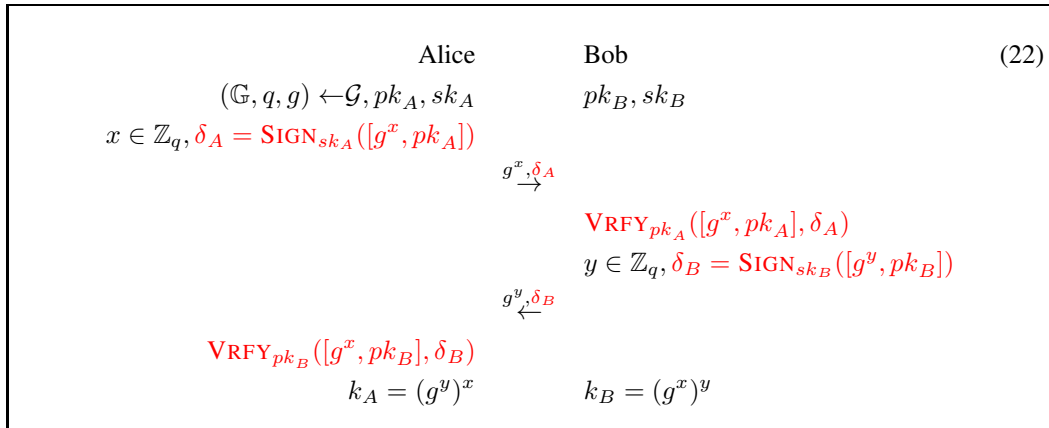 Alice Bob (22)
(𝔾, q, g) ←𝒢, pk_A, sk_A pk_B, sk_B
x ∈ ℤ_q, δ_A = SIGN_{sk_A}([g^x, pk_A])
g^x,δ_A
→
VRFY_{pk_A}([g^x, pk_A], δ_A)
y ∈ ℤ_q, δ_B = SIGN_{sk_B}([g^y, pk_B])
g^y,δ_B
←
VRFY_{pk_B}([g^x, pk_B], δ_B)
k_A = (g^y)^x k_B = (g^x)^y